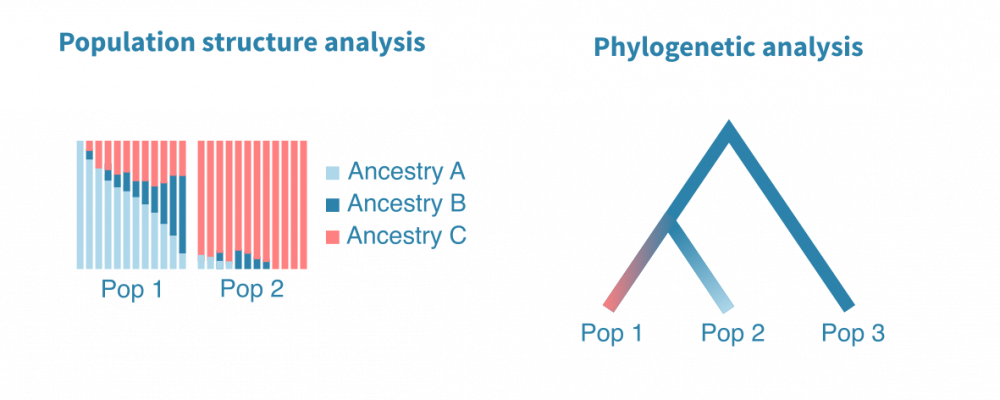 Population structure analysis
Ancestry A
Ancestry B
Ancestry C
Pop 1
Pop 2
Phylogenetic analysis
Pop 1
Pop 2
Pop 3